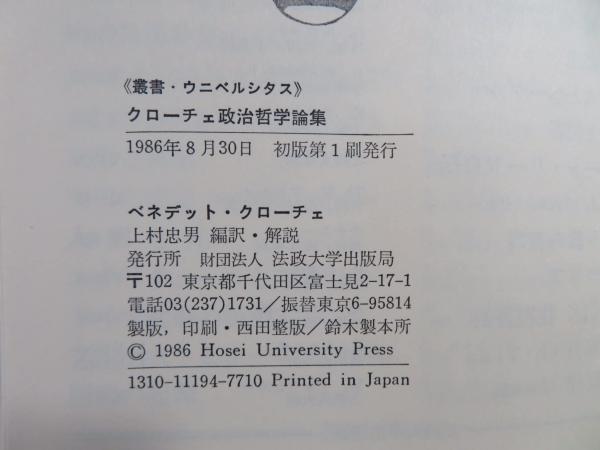 《叢書・ウニベルシタス》
クローチェ政治哲学論集
1986年8月30日 初版第1刷発行
ベネデット・クローチェ
上村忠男 編訳・解説
発行所 財団法人 法政大学出版局
〒102 東京都千代田区富士見2-17-1
電話03(237)1731/振替東京6-95814
製版,印刷・西田整版/鈴木製本所
© 1986 Hosei University Press
1310-11194-7710 Printed in Japan